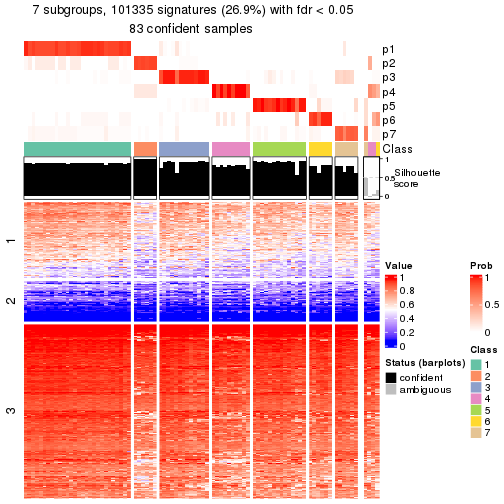 7 subgroups, 101335 signatures (26.9%) with fdr < 0.05
83 confident samples
p1
p2
p3
p4
p5
p6
p7
Class
1
0.5
0
Silhouette
score
1
2
3
Value
1
0.8
0.6
0.4
0.2
0
Prob
1
0.5
0
Status (barplots)
confident
ambiguous
Class
1
2
3
4
5
6
7